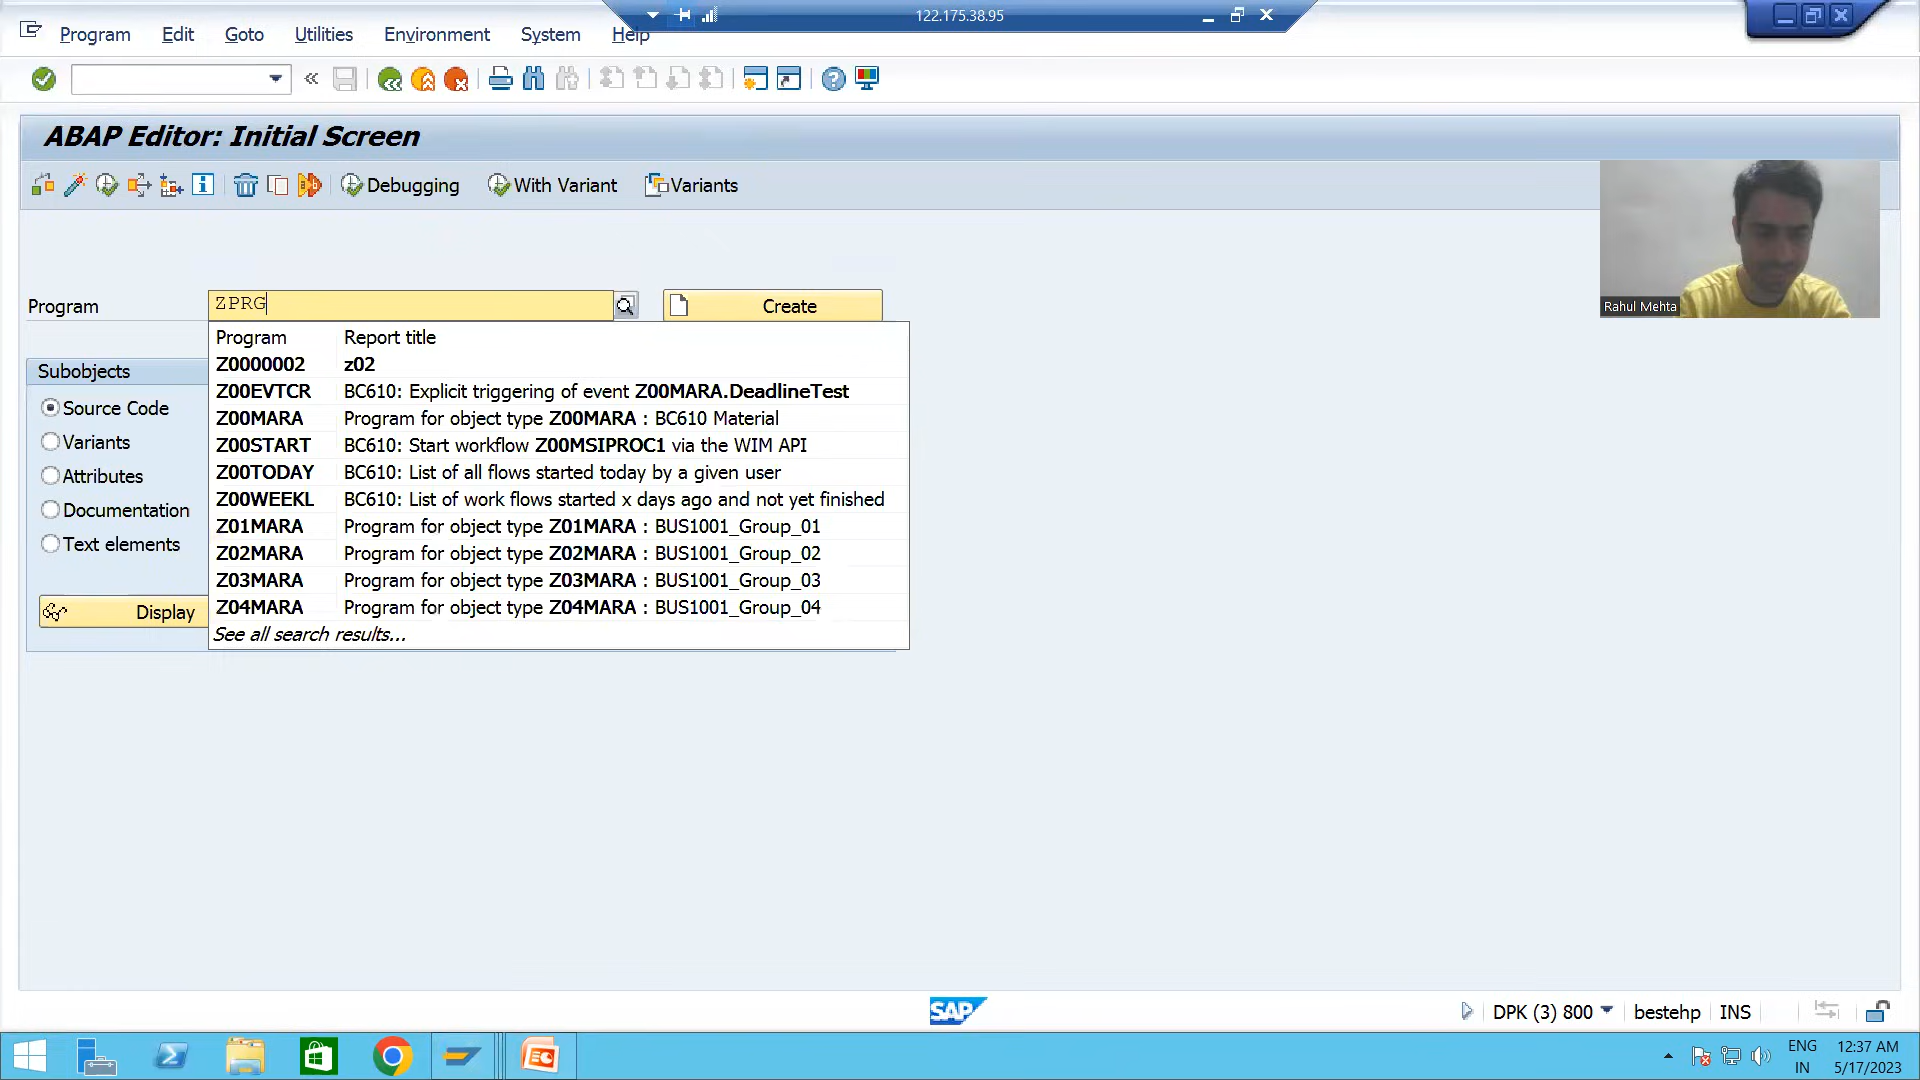 122.175.38.95
Program Edit Goto Utilities Environment System Help
ABAP Editor: Initial Screen
Debugging With Variant Variants
Rahul Mehta
Program ZPRG Create
Program Report title
Z0000002 z02
Subobjects
Z00EVTCR BC610: Explicit triggering of event Z00MARA.DeadlineTest
Source Code
Z00MARA Program for object type Z00MARA : BC610 Material
Variants
Z00START BC610: Start workflow Z00MSIPROC1 via the WIM API
Attributes
Z00TODAY BC610: List of all flows started today by a given user
Documentation
Z00WEEKL BC610: List of work flows started x days ago and not yet finished
Text elements
Z01MARA Program for object type Z01MARA : BUS1001_Group_01
Z02MARA Program for object type Z02MARA : BUS1001_Group_02
Z03MARA Program for object type Z03MARA : BUS1001_Group_03
Display
Z04MARA Program for object type Z04MARA : BUS1001_Group_04
See all search results...
SAP
DPK (3) 800 bestehp INS
ENG 12:37 AM
IN 5/17/2023